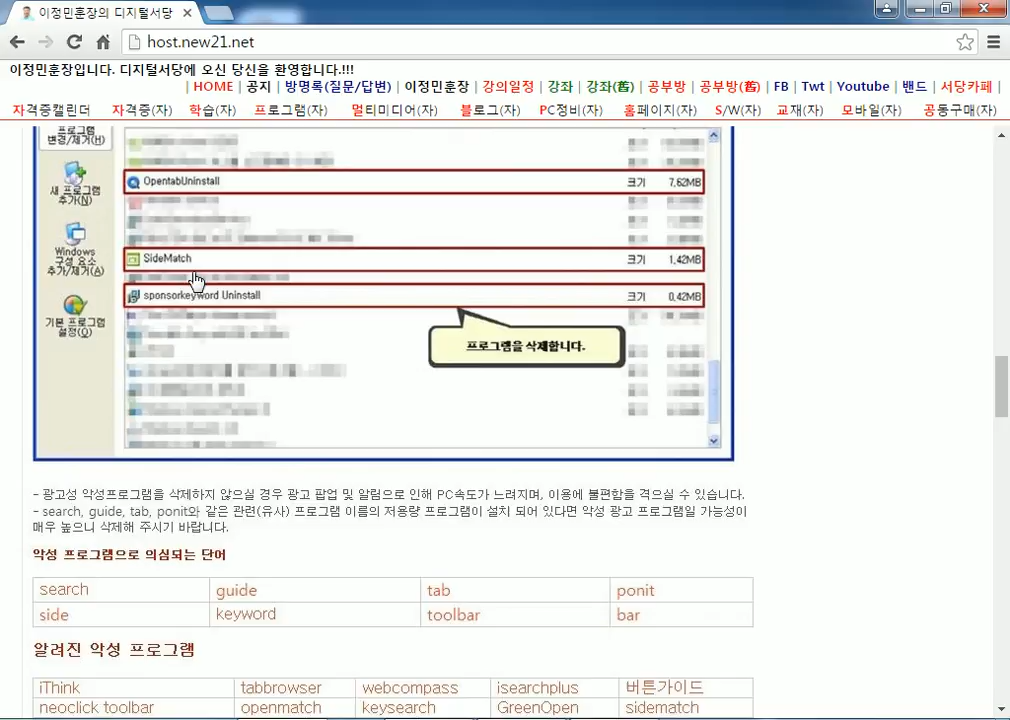 이정민훈장의 디지털서당
host.new21.net
이정민훈장입니다. 디지털서당에 오신 당신을 환영합니다.!!!
| HOME | 공지 | 방명록(질문/답변) | 이정민훈장 | 강의일정 | 강좌 | 강좌(舊) | 공부방 | 공부방(舊) | FB | Twt | Youtube | 밴드 | 서당카페 |
자격증캘린더 자격증(자) 학습(자) 프로그램(자) 멀티미디어(자) 블로그(자) PC정비(자) 홈페이지(자) S/W(자) 교재(자) 모바일(자) 공동구매(자)
프로그램
변경/제거(H)
OpentabUninstall 크기 7.62MB
새 프로그램
추가(N)
SideMatch 크기 1.42MB
Windows
구성 요소
추가/제거(A)
sponsorkeyword Uninstall 크기 0.42MB
기본 프로그램
설정(O)
프로그램을 삭제합니다.
- 광고성 악성프로그램을 삭제하지 않으실 경우 광고 팝업 및 알림으로 인해 PC속도가 느려지며, 이용에 불편함을 격으실 수 있습니다.
- search, guide, tab, ponit와 같은 관련(유사) 프로그램 이름의 저용량 프로그램이 설치 되어 있다면 악성 광고 프로그램일 가능성이
매우 높으니 삭제해 주시기 바랍니다.
악성 프로그램으로 의심되는 단어
search guide tab ponit
side keyword toolbar bar
알려진 악성 프로그램
iThink tabbrowser webcompass isearchplus 버튼가이드
neoclick toolbar openmatch keysearch GreenOpen sidematch